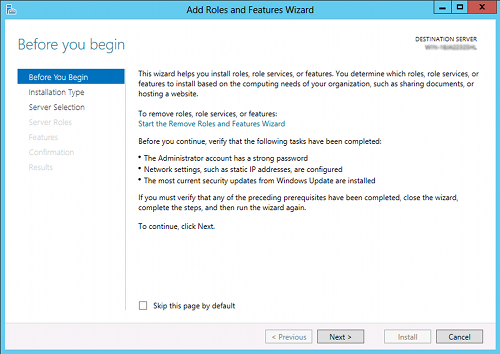 Add Roles and Features Wizard
Before you begin
DESTINATION SERVER
Before You Begin
Installation Type
Server Selection
Server Roles
Features
Confirmation
Results
This wizard helps you install roles, role services, or features. You determine which roles, role services, or
features to install based on the computing needs of your organization, such as sharing documents, or
hosting a website.
To remove roles, role services, or features:
Start the Remove Roles and Features Wizard
Before you continue, verify that the following tasks have been completed:
• The Administrator account has a strong password
• Network settings, such as static IP addresses, are configured
• The most current security updates from Windows Update are installed
If you must verify that any of the preceding prerequisites have been completed, close the wizard,
complete the steps, and then run the wizard again.
To continue, click Next.
Skip this page by default
< Previous
Next >
Install
Cancel